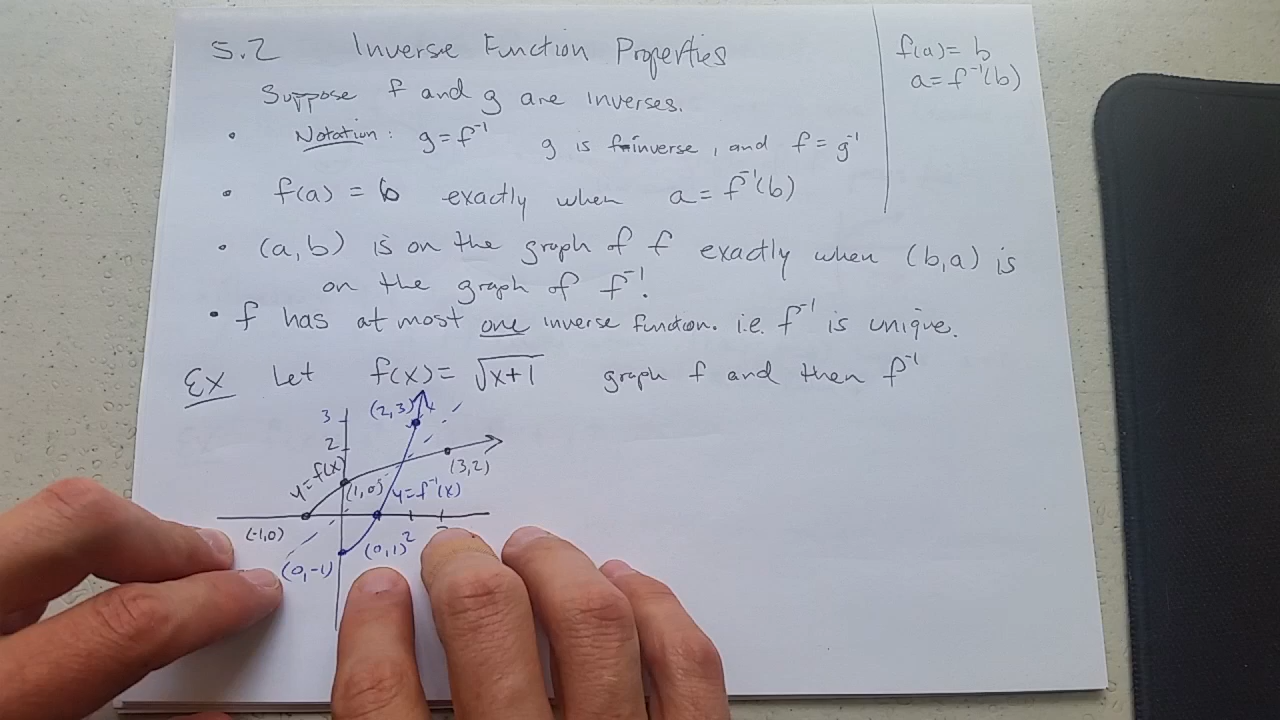 5.2 Inverse Function Properties
f(a) = b
a = f⁻¹(b)
Suppose f and g are inverses.
• Notation: g = f⁻¹ g is f inverse, and f = g⁻¹
• f(a) = b exactly when a = f⁻¹(b)
• (a,b) is on the graph of f exactly when (b,a) is
on the graph of f⁻¹.
• f has at most one inverse function. i.e. f⁻¹ is unique.
Ex Let f(x) = √x+1 graph f and then f⁻¹
3 (2,3)
2
y=f(x) (3,2)
(1,0) y=f⁻¹(x)
(-1,0) (0,1) 2
(0,-1)